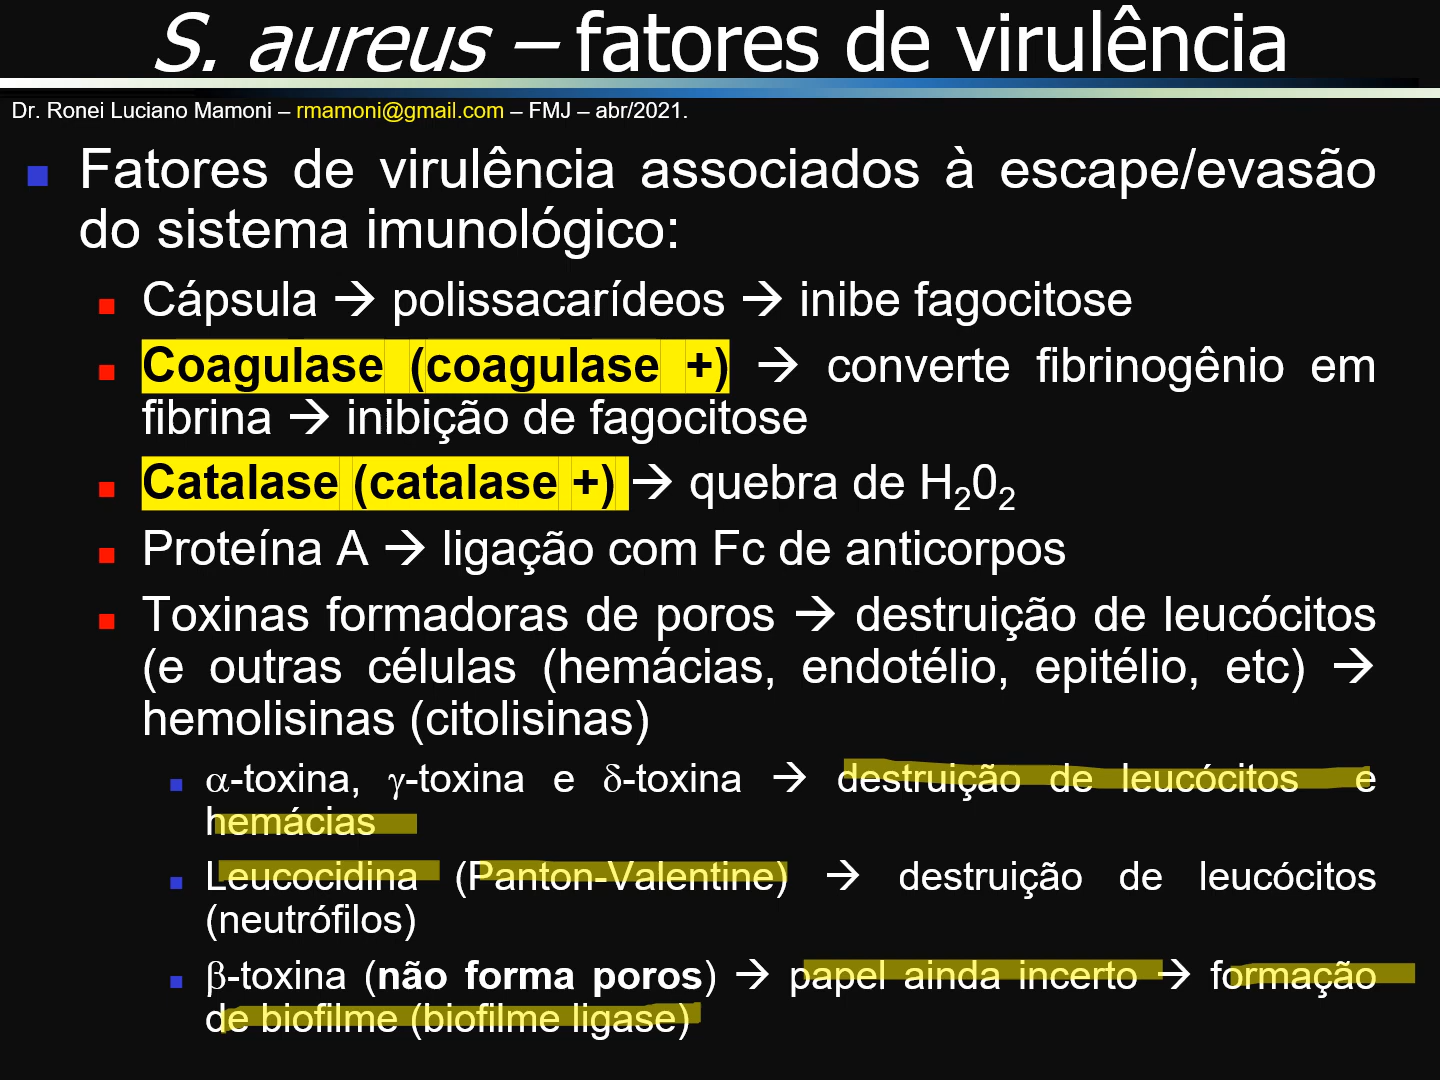 S. aureus – fatores de virulência
Dr. Ronei Luciano Mamoni – rmamoni@gmail.com – FMJ – abr/2021.
Fatores de virulência associados à escape/evasão
do sistema imunológico:
Cápsula → polissacarídeos → inibe fagocitose
Coagulase (coagulase +) → converte fibrinogênio em
fibrina → inibição de fagocitose
Catalase (catalase +) → quebra de H₂0₂
Proteína A → ligação com Fc de anticorpos
Toxinas formadoras de poros → destruição de leucócitos
(e outras células (hemácias, endotélio, epitélio, etc) →
hemolisinas (citolisinas)
α-toxina, γ-toxina e δ-toxina → destruição de leucócitos e
hemácias
Leucocidina (Panton-Valentine) → destruição de leucócitos
(neutrófilos)
β-toxina (não forma poros) → papel ainda incerto → formação
de biofilme (biofilme ligase)